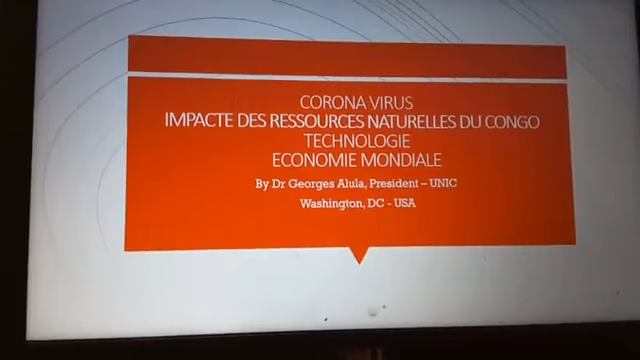 CORONA VIRUS
IMPACTE DES RESSOURCES NATURELLES DU CONGO
TECHNOLOGIE
ECONOMIE MONDIALE
By Dr Georges Alula, President – UNIC
Washington, DC - USA